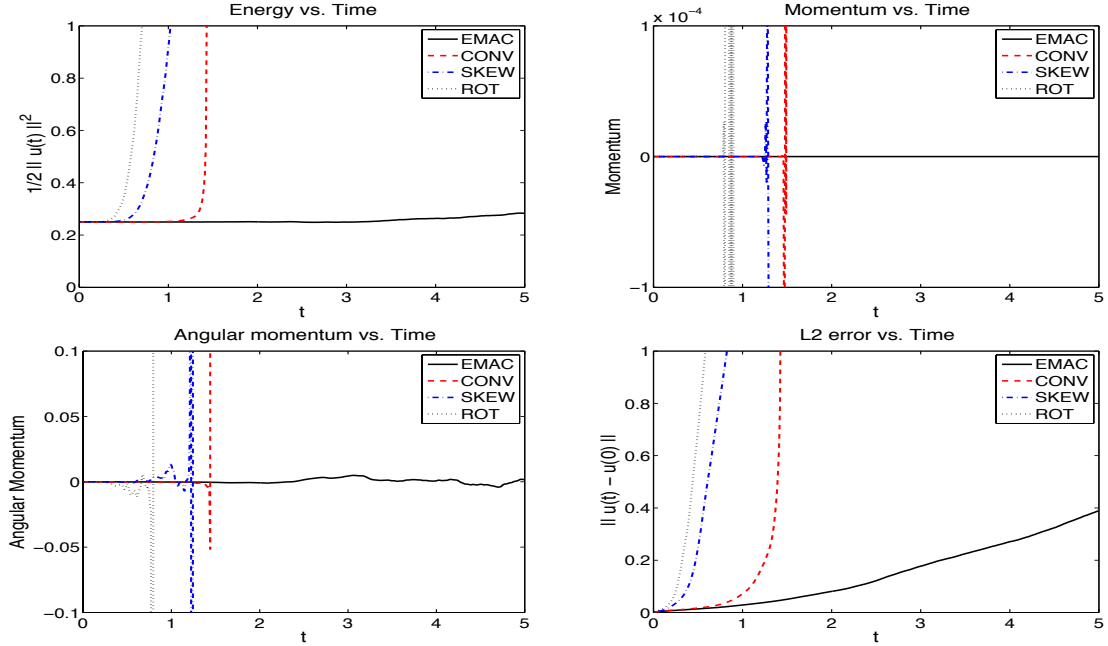 Energy vs. Time
1/2 || u(t) ||²
1
0.8
0.6
0.4
0.2
0
0 1 2 3 4 5
t
EMAC
CONV
SKEW
ROT
Momentum vs. Time
x 10⁻⁴
Momentum
1
0
−1
0 1 2 3 4 5
t
EMAC
CONV
SKEW
ROT
Angular momentum vs. Time
Angular Momentum
0.1
0.05
0
−0.05
−0.1
0 1 2 3 4 5
t
EMAC
CONV
SKEW
ROT
L2 error vs. Time
|| u(t) − u(0) ||
1
0.8
0.6
0.4
0.2
0
0 1 2 3 4 5
t
EMAC
CONV
SKEW
ROT